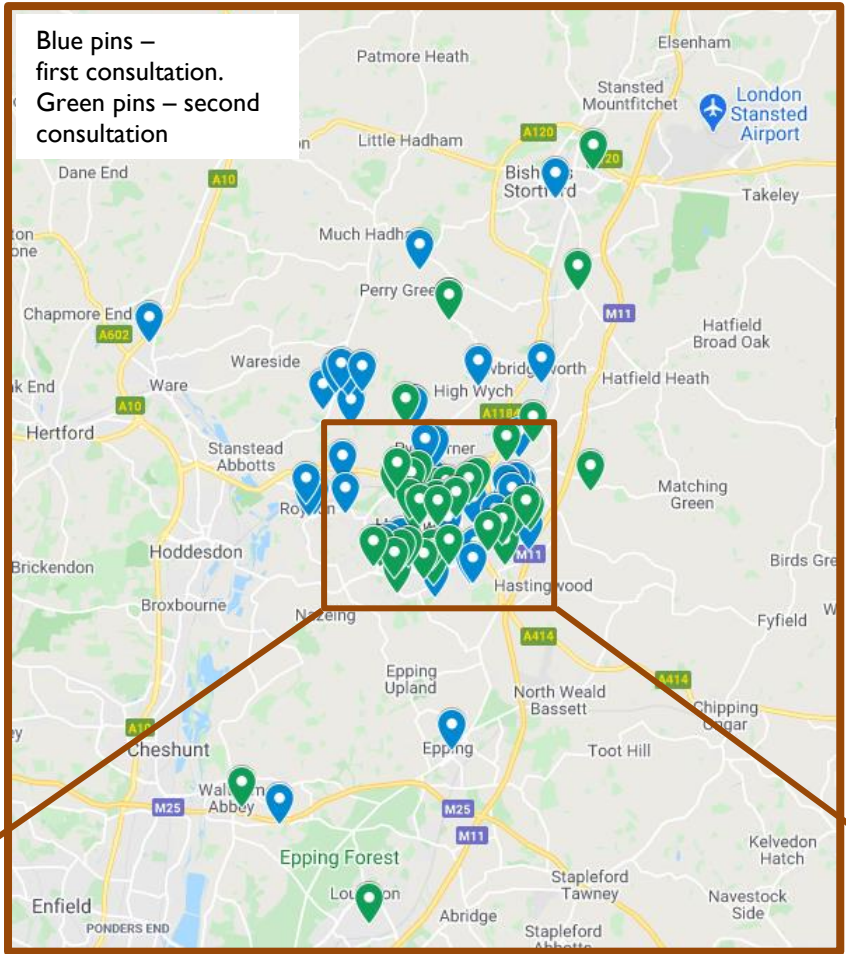 Blue pins –
first consultation.
Green pins – second
consultation
Elsenham
Patmore Heath
Stansted
Mountfitchet
London
Stansted
Airport
A120
Little Hadham
Dane End
A10
Takeley
Much Hadh
Perry Gree
M11
Chapmore End
A602
Hatfield
Broad Oak
Wareside
Ware
High Wych
Hatfield Heath
A10
A1184
Hertford
Stanstead
Abbotts
Matching
Green
Hoddesdon
M11
Brickendon
Birds Gre
Hastingwood
Broxbourne
Nazeing
Fyfield
A414
Epping
Upland
A414
North Weald
Bassett
Chipping
Ongar
A10
Cheshunt
Epping
Toot Hill
Abbey
M25
M25
M11
Kelvedon
Hatch
Epping Forest
Stapleford
Tawney
Navestock
Side
Enfield
Abridge
PONDERS END
Stapleford